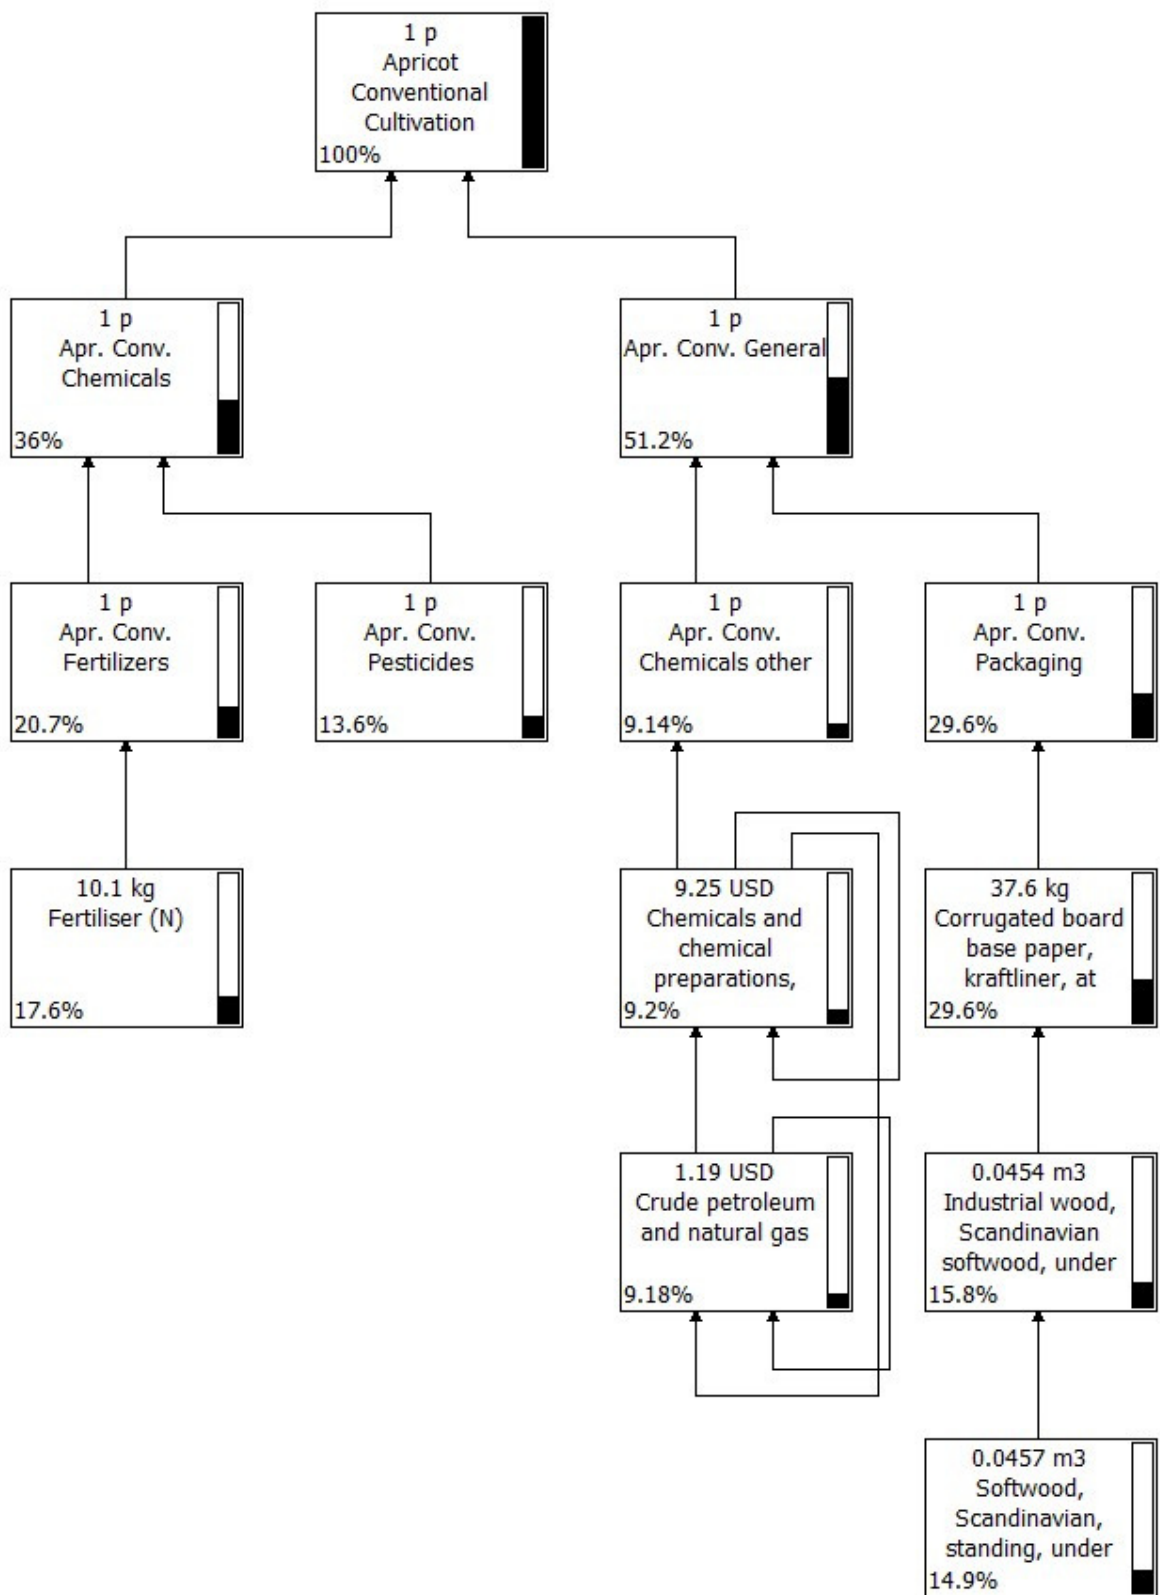 1 p
Apricot
Conventional
Cultivation
100%
1 p
Apr. Conv.
Chemicals
36%
1 p
Apr. Conv. General
51.2%
1 p
Apr. Conv.
Fertilizers
20.7%
1 p
Apr. Conv.
Pesticides
13.6%
1 p
Apr. Conv.
Chemicals other
9.14%
1 p
Apr. Conv.
Packaging
29.6%
10.1 kg
Fertiliser (N)
17.6%
9.25 USD
Chemicals and
chemical
preparations,
9.2%
37.6 kg
Corrugated board
base paper,
kraftliner, at
29.6%
1.19 USD
Crude petroleum
and natural gas
9.18%
0.0454 m3
Industrial wood,
Scandinavian
softwood, under
15.8%
0.0457 m3
Softwood,
Scandinavian,
standing, under
14.9%